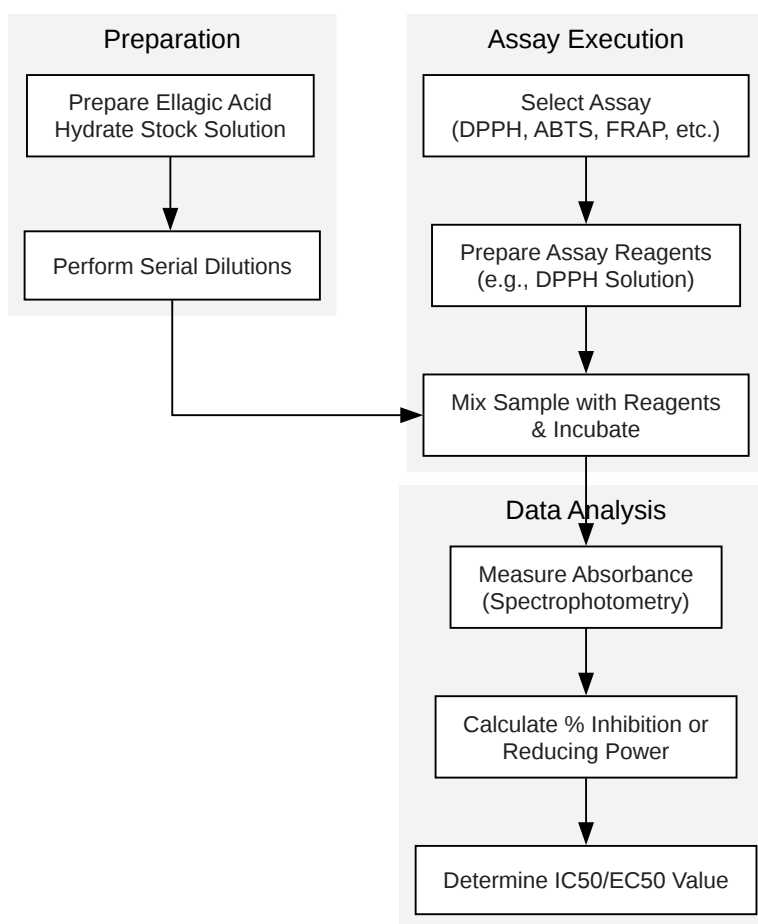 Preparation
Prepare Ellagic Acid
Hydrate Stock Solution
Perform Serial Dilutions
Assay Execution
Select Assay
(DPPH, ABTS, FRAP, etc.)
Prepare Assay Reagents
(e.g., DPPH Solution)
Mix Sample with Reagents
& Incubate
Data Analysis
Measure Absorbance
(Spectrophotometry)
Calculate % Inhibition or
Reducing Power
Determine IC50/EC50 Value